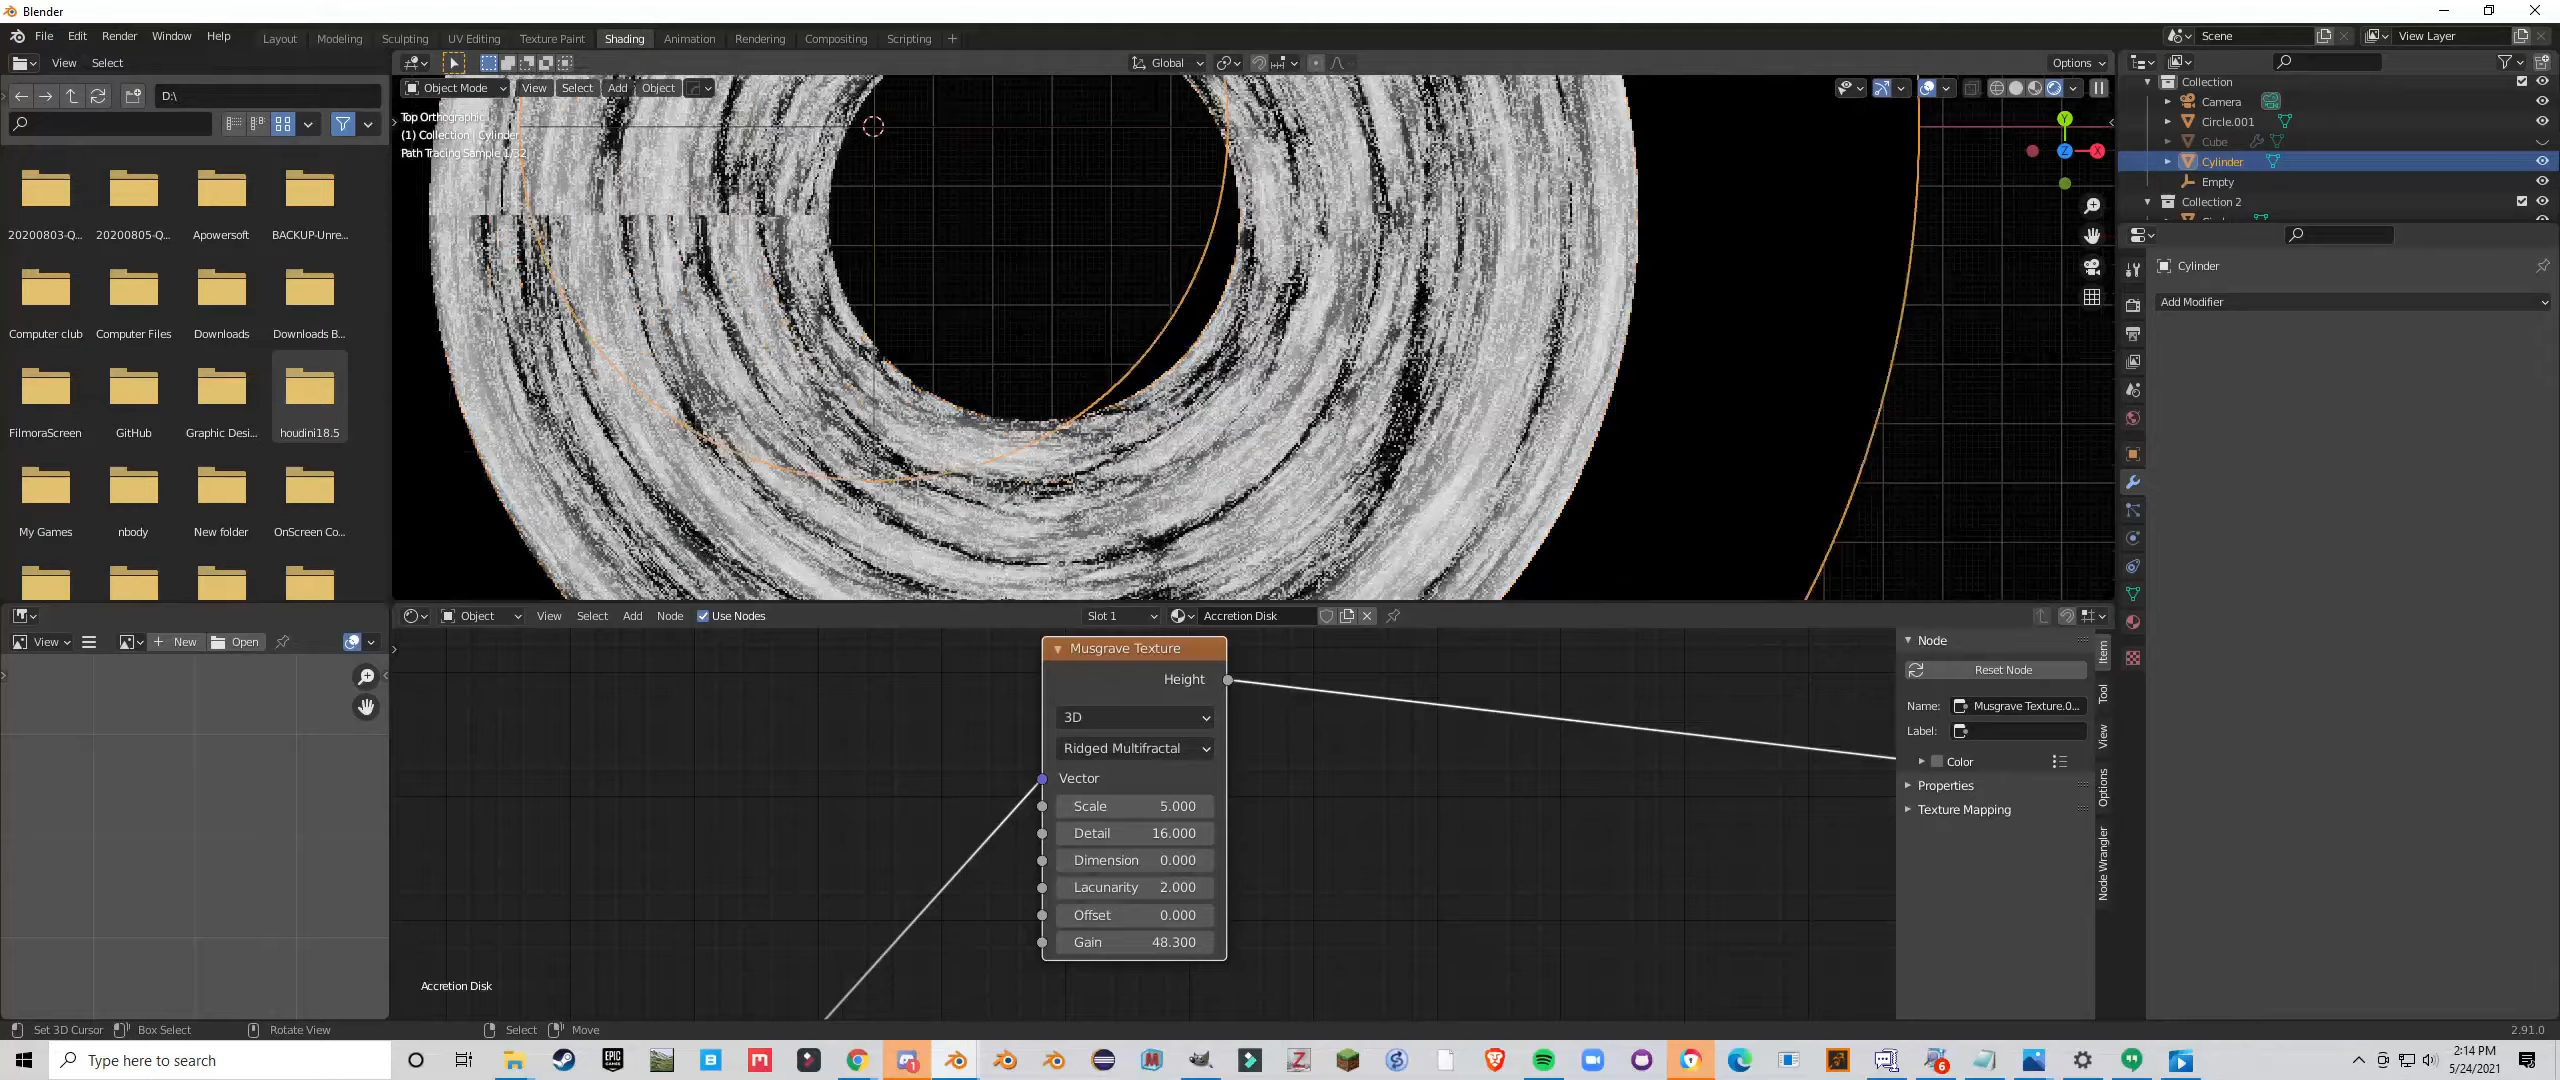 Blender
File Edit Render Window Help
Layout Modeling Sculpting UV Editing Texture Paint Shading Animation Rendering Compositing Scripting +
Scene
View Layer
View Select
Global
Options
D:\
Object Mode View Select Add Object
Top Orthographic
(1) Collection | Cylinder
Path Tracing Sample 1/32
Y
Z
X
Collection
Camera
Circle.001
Cube
Cylinder
Empty
Collection 2
Cylinder
Add Modifier
20200803-Q... 20200805-Q... Apowersoft BACKUP-Unre...
Computer club Computer Files Downloads Downloads B...
FilmoraScreen GitHub Graphic Desi... houdini18.5
My Games nbody New folder OnScreen Co...
View New Open
Object View Select Add Node Use Nodes
Slot 1 Accretion Disk
Musgrave Texture
Height
3D
Ridged Multifractal
Vector
Scale 5.000
Detail 16.000
Dimension 0.000
Lacunarity 2.000
Offset 0.000
Gain 48.300
Accretion Disk
Node
Reset Node
Name: Musgrave Texture.0...
Label:
Color
Properties
Texture Mapping
Item
Tool
View
Options
Node Wrangler
Set 3D Cursor Box Select Rotate View Select Move
2.91.0
Type here to search
EPIC
1
6
2:14 PM
5/24/2021